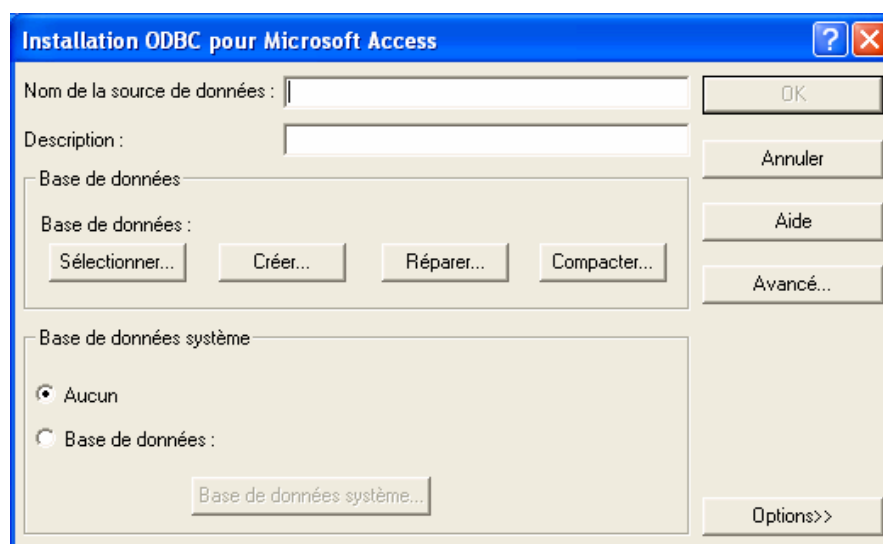 Installation ODBC pour Microsoft Access
Nom de la source de données :
OK
Description :
Annuler
Base de données
Base de données :
Aide
Sélectionner...
Créer...
Réparer...
Compacter...
Avancé...
Base de données système
Aucun
Base de données :
Base de données système...
Options>>